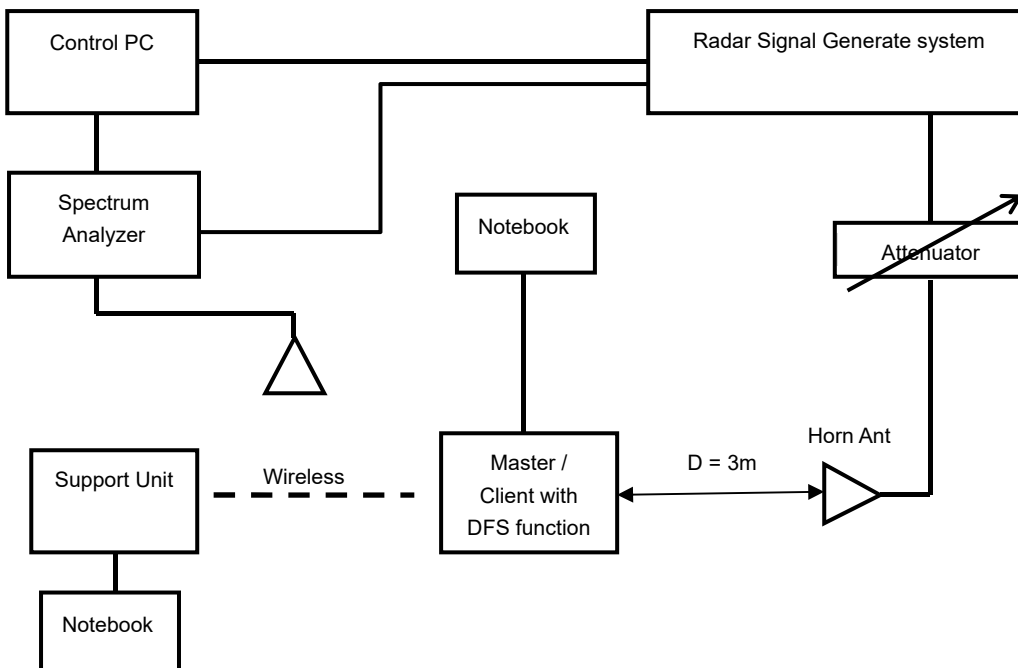 Control PC
Radar Signal Generate system
Spectrum
Analyzer
Notebook
Attenuator
Horn Ant
Support Unit
Wireless
Master /
Client with
DFS function
D = 3m
Notebook